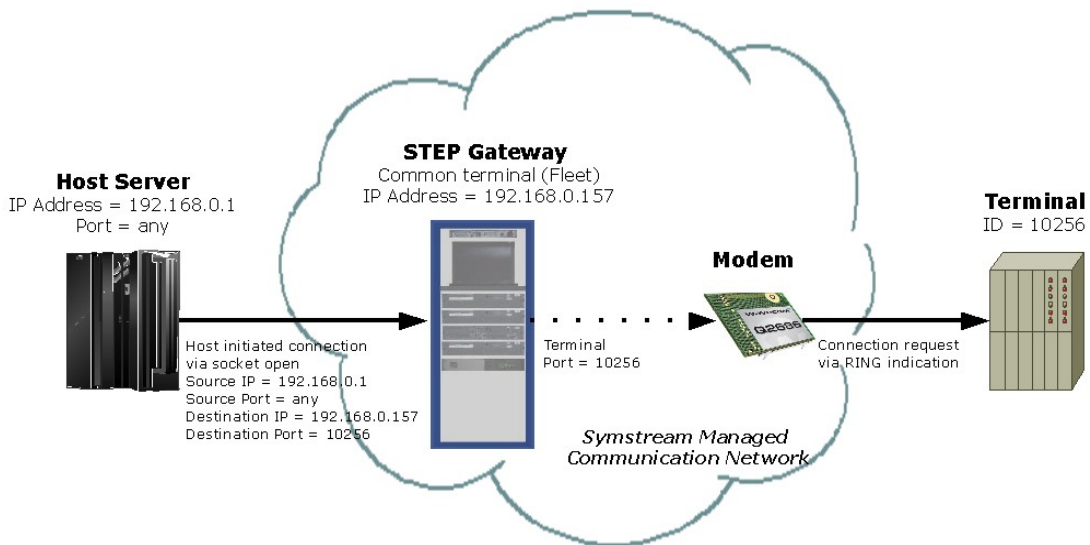 STEP Gateway
Common terminal (Fleet)
IP Address = 192.168.0.157
Host Server
IP Address = 192.168.0.1
Port = any
Terminal
ID = 10256
Modem
Q2686
Host initiated connection
via socket open
Source IP = 192.168.0.1
Source Port = any
Destination IP = 192.168.0.157
Destination Port = 10256
Terminal
Port = 10256
Connection request
via RING indication
Symstream Managed
Communication Network